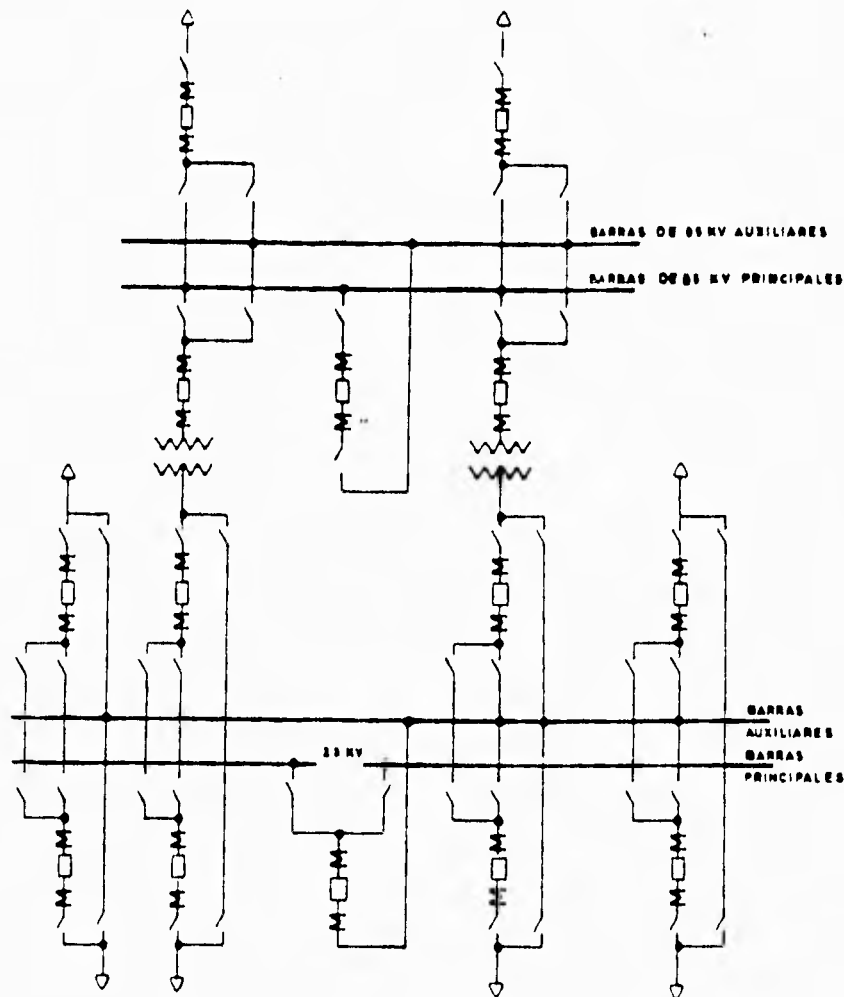 BARRAS DE 85 KV AUXILIARES
BARRAS DE 85 KV PRINCIPALES
BARRAS
AUXILIARES
23 KV
BARRAS
PRINCIPALES